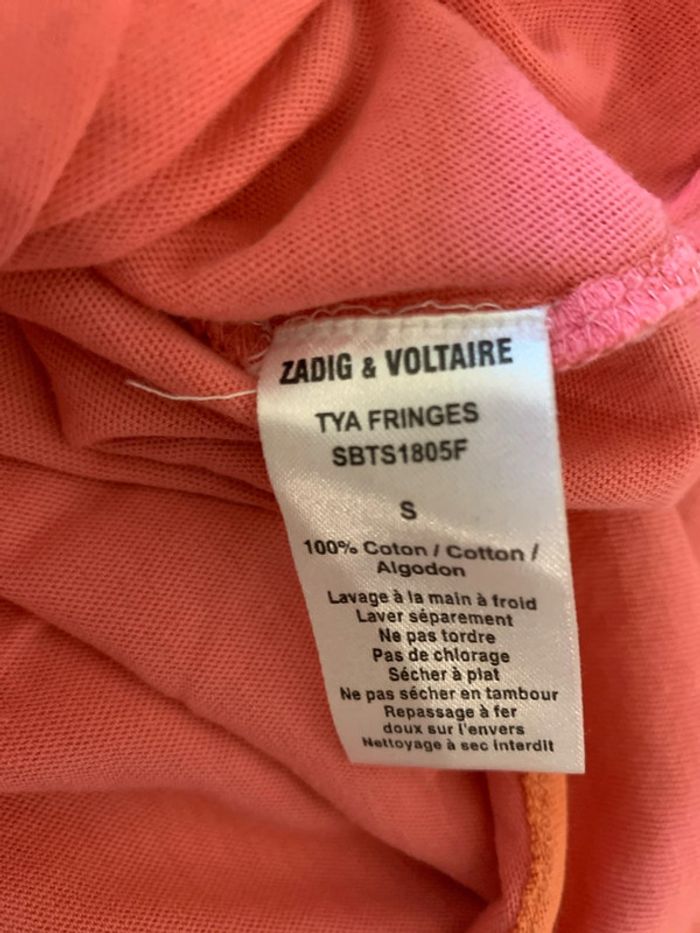 ZADIG & VOLTAIRE
TYA FRINGES
SBTS1805F
S
100% Coton / Cotton /
Algodon
Lavage à la main à froid
Laver séparement
Ne pas tordre
Pas de chlorage
Sécher à plat
Ne pas sécher en tambour
Repassage à fer
doux sur l'envers
Nettoyage à sec interdit